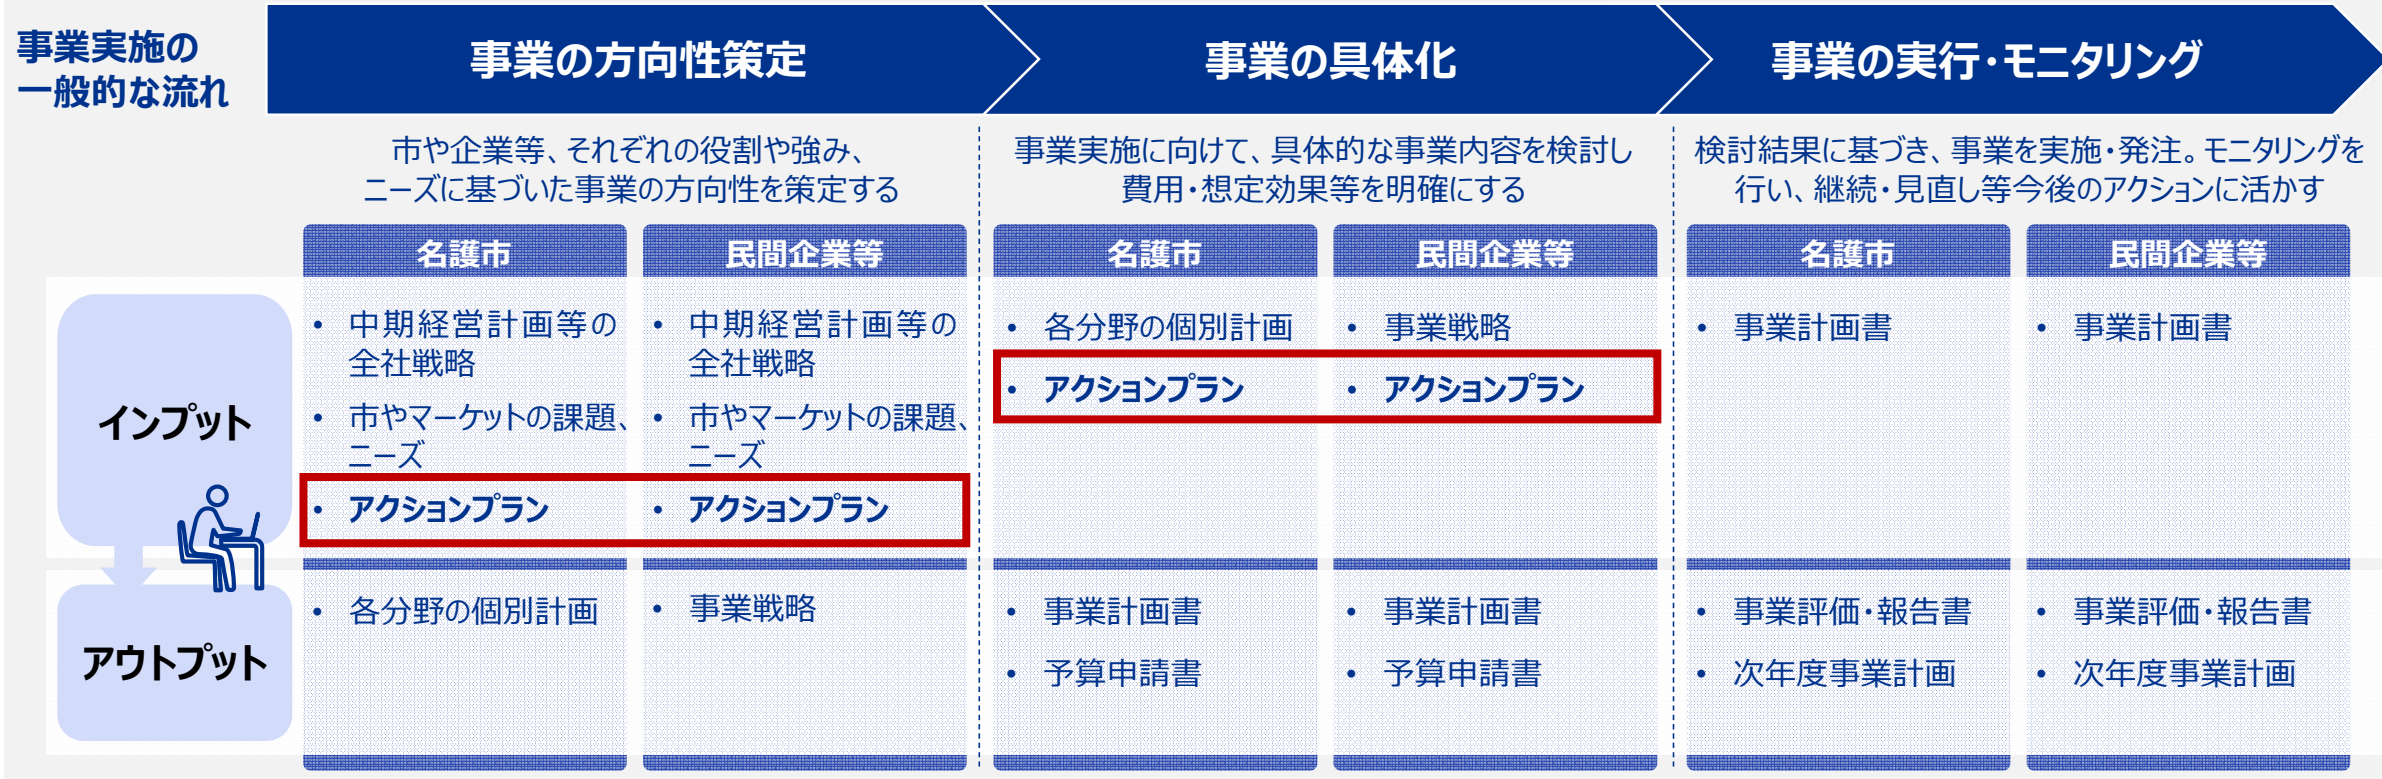 事業実施の
一般的な流れ
事業の方向性策定
事業の具体化
事業の実行・モニタリング
市や企業等、それぞれの役割や強み、
ニーズに基づいた事業の方向性を策定する
事業実施に向けて、具体的な事業内容を検討し
費用・想定効果等を明確にする
検討結果に基づき、事業を実施・発注。モニタリングを
行い、継続・見直し等今後のアクションに活かす
名護市
民間企業等
名護市
民間企業等
名護市
民間企業等
インプット
• 中期経営計画等の
全社戦略
• 市やマーケットの課題、
ニーズ
• アクションプラン
• 中期経営計画等の
全社戦略
• 市やマーケットの課題、
ニーズ
• アクションプラン
• 各分野の個別計画
• アクションプラン
• 事業戦略
• アクションプラン
• 事業計画書
• 事業計画書
アウトプット
• 各分野の個別計画
• 事業戦略
• 事業計画書
• 予算申請書
• 事業計画書
• 予算申請書
• 事業評価・報告書
• 次年度事業計画
• 事業評価・報告書
• 次年度事業計画